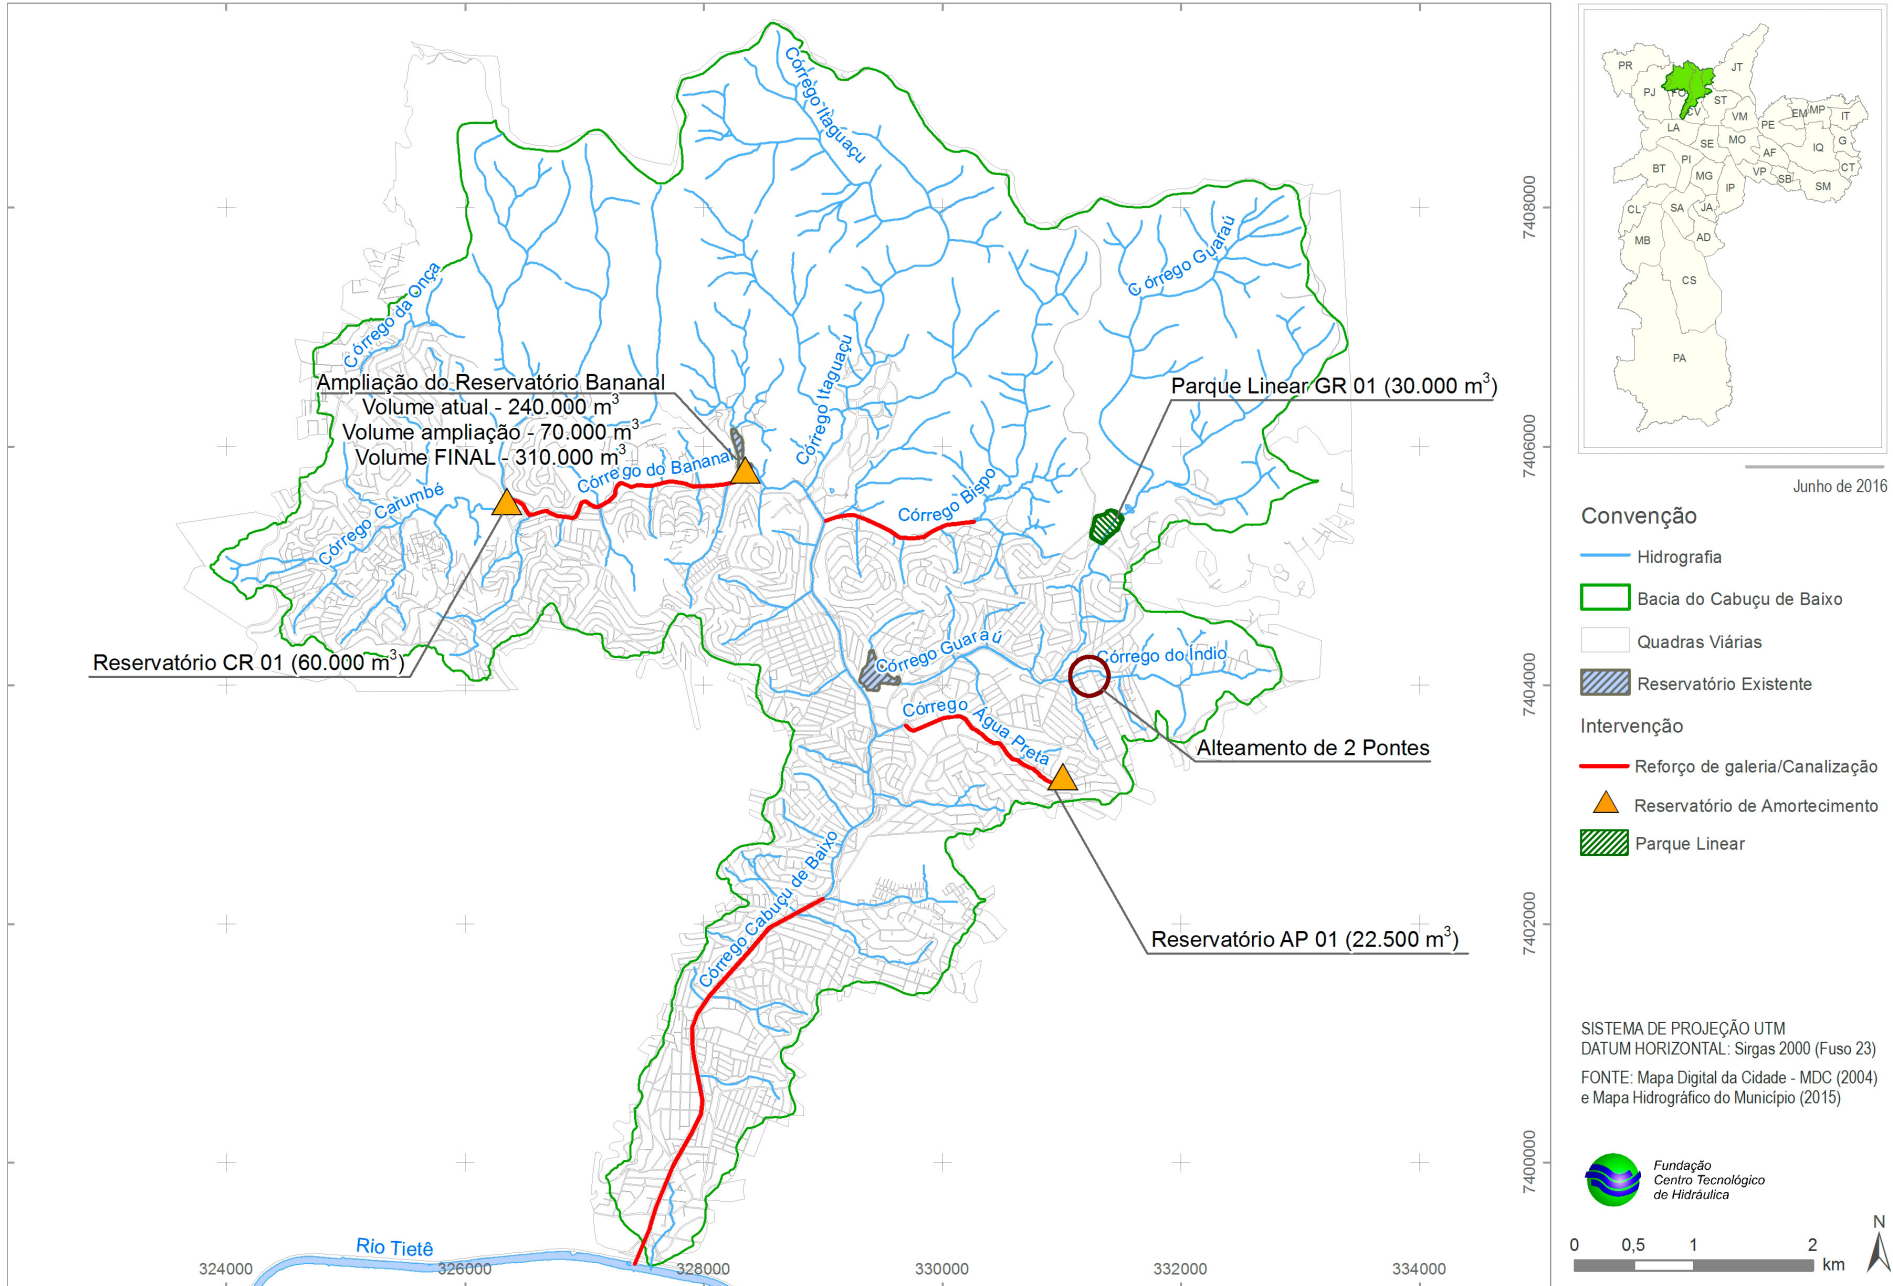 Córrego Itaguaçu
Córrego Guaraú
Córrego da Onça
Ampliação do Reservatório Bananal
Volume atual - 240.000 m³
Volume ampliação - 70.000 m³
Volume FINAL - 310.000 m³
Córrego Itaguaçu
Parque Linear GR 01 (30.000 m³)
Córrego do Bananal
Córrego Carumbé
Córrego Bispo
Reservatório CR 01 (60.000 m³)
Córrego Guaraú
Córrego do Índio
Córrego Água Preta
Alteamento de 2 Pontes
Córrego Cabuçu de Baixo
Reservatório AP 01 (22.500 m³)
Rio Tietê
324000
326000
328000
330000
332000
334000
7408000
7406000
7404000
7402000
7400000
PR
JT
PJ
FO
ST
CV
VM
EM
MP
IT
LA
PE
SE
MO
G
IQ
AF
PI
BT
VP
CT
MG
SB
IP
SM
CL
SA
JA
MB
AD
CS
PA
Junho de 2016
Convenção
Hidrografia
Bacia do Cabuçu de Baixo
Quadras Viárias
Reservatório Existente
Intervenção
Reforço de galeria/Canalização
Reservatório de Amortecimento
Parque Linear
SISTEMA DE PROJEÇÃO UTM
DATUM HORIZONTAL: Sirgas 2000 (Fuso 23)
FONTE: Mapa Digital da Cidade - MDC (2004)
e Mapa Hidrográfico do Município (2015)
Fundação
Centro Tecnológico
de Hidráulica
N
0 0,5 1 2
km